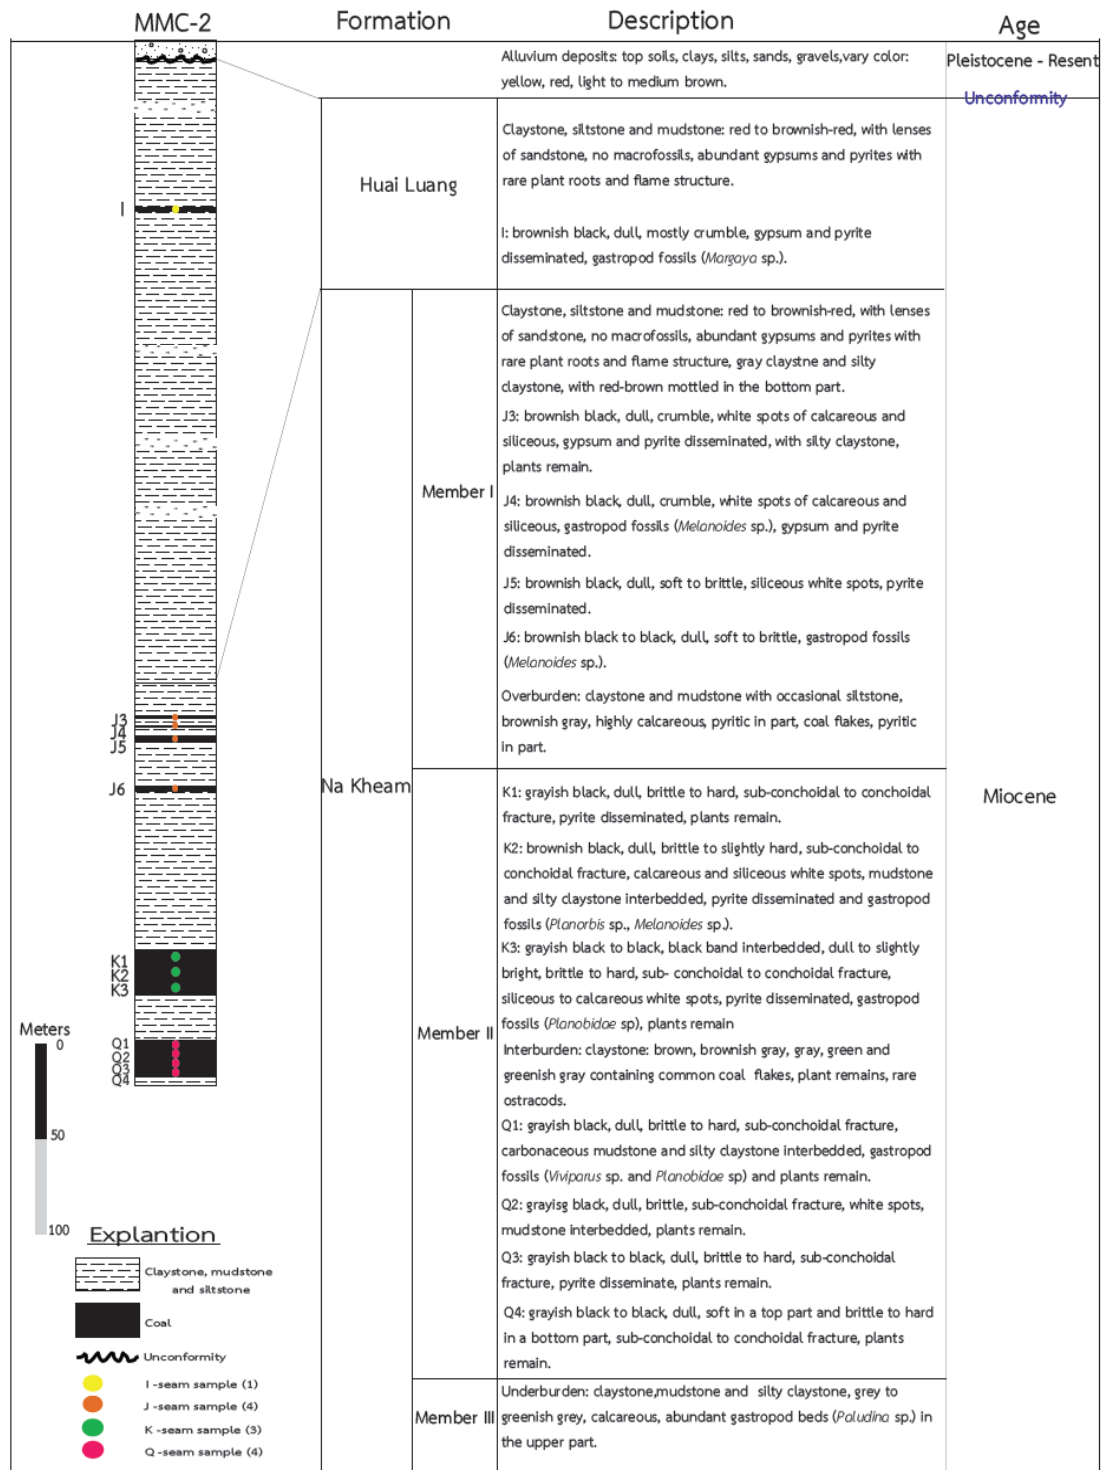 MMC-2
Formation
Description
Age
Alluvium deposits: top soils, clays, silts, sands, gravels,vary color:
yellow, red, light to medium brown.
Pleistocene - Resent
Unconformity
Huai Luang
Claystone, siltstone and mudstone: red to brownish-red, with lenses
of sandstone, no macrofossils, abundant gypsums and pyrites with
rare plant roots and flame structure.
I: brownish black, dull, mostly crumble, gypsum and pyrite
disseminated, gastropod fossils (Margaya sp.).
Na Kheam
Miocene
Member I
Claystone, siltstone and mudstone: red to brownish-red, with lenses
of sandstone, no macrofossils, abundant gypsums and pyrites with
rare plant roots and flame structure, gray claystne and silty
claystone, with red-brown mottled in the bottom part.
J3: brownish black, dull, crumble, white spots of calcareous and
siliceous, gypsum and pyrite disseminated, with silty claystone,
plants remain.
J4: brownish black, dull, crumble, white spots of calcareous and
siliceous, gastropod fossils (Melanoides sp.), gypsum and pyrite
disseminated.
J5: brownish black, dull, soft to brittle, siliceous white spots, pyrite
disseminated.
J6: brownish black to black, dull, soft to brittle, gastropod fossils
(Melanoides sp.).
Overburden: claystone and mudstone with occasional siltstone,
brownish gray, highly calcareous, pyritic in part, coal flakes, pyritic
in part.
Member II
K1: grayish black, dull, brittle to hard, sub-conchoidal to conchoidal
fracture, pyrite disseminated, plants remain.
K2: brownish black, dull, brittle to slightly hard, sub-conchoidal to
conchoidal fracture, calcareous and siliceous white spots, mudstone
and silty claystone interbedded, pyrite disseminated and gastropod
fossils (Planorbis sp., Melanoides sp.).
K3: grayish black to black, black band interbedded, dull to slightly
bright, brittle to hard, sub- conchoidal to conchoidal fracture,
siliceous to calcareous white spots, pyrite disseminated, gastropod
fossils (Planobidae sp), plants remain
Interburden: claystone: brown, brownish gray, gray, green and
greenish gray containing common coal flakes, plant remains, rare
ostracods.
Q1: grayish black, dull, brittle to hard, sub-conchoidal fracture,
carbonaceous mudstone and silty claystone interbedded, gastropod
fossils (Viviparus sp. and Planobidae sp) and plants remain.
Q2: grayisg black, dull, brittle, sub-conchoidal fracture, white spots,
mudstone interbedded, plants remain.
Q3: grayish black to black, dull, brittle to hard, sub-conchoidal
fracture, pyrite disseminate, plants remain.
Q4: grayish black to black, dull, soft in a top part and brittle to hard
in a bottom part, sub-conchoidal to conchoidal fracture, plants
remain.
Member III
Underburden: claystone,mudstone and silty claystone, grey to
greenish grey, calcareous, abundant gastropod beds (Paludina sp.) in
the upper part.
I
J3
J4
J5
J6
K1
K2
K3
Q1
Q2
Q3
Q4
Meters
0
50
100
Explantion
Claystone, mudstone
and siltstone
Coal
Unconformity
I -seam sample (1)
J -seam sample (4)
K -seam sample (3)
Q -seam sample (4)